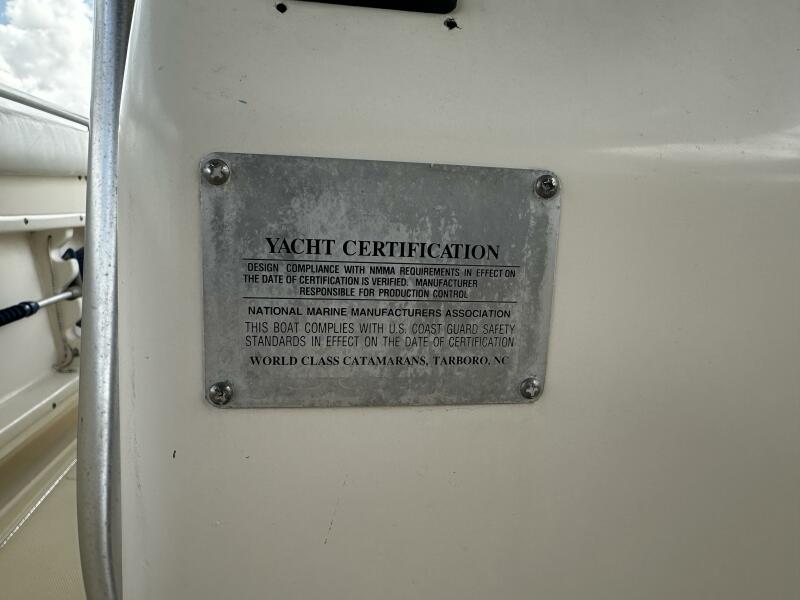 YACHT CERTIFICATION
DESIGN COMPLIANCE WITH NMMA REQUIREMENTS IN EFFECT ON
THE DATE OF CERTIFICATION IS VERIFIED. MANUFACTURER
RESPONSIBLE FOR PRODUCTION CONTROL
NATIONAL MARINE MANUFACTURERS ASSOCIATION
THIS BOAT COMPLIES WITH U.S. COAST GUARD SAFETY
STANDARDS IN EFFECT ON THE DATE OF CERTIFICATION
WORLD CLASS CATAMARANS, TARBORO, NC